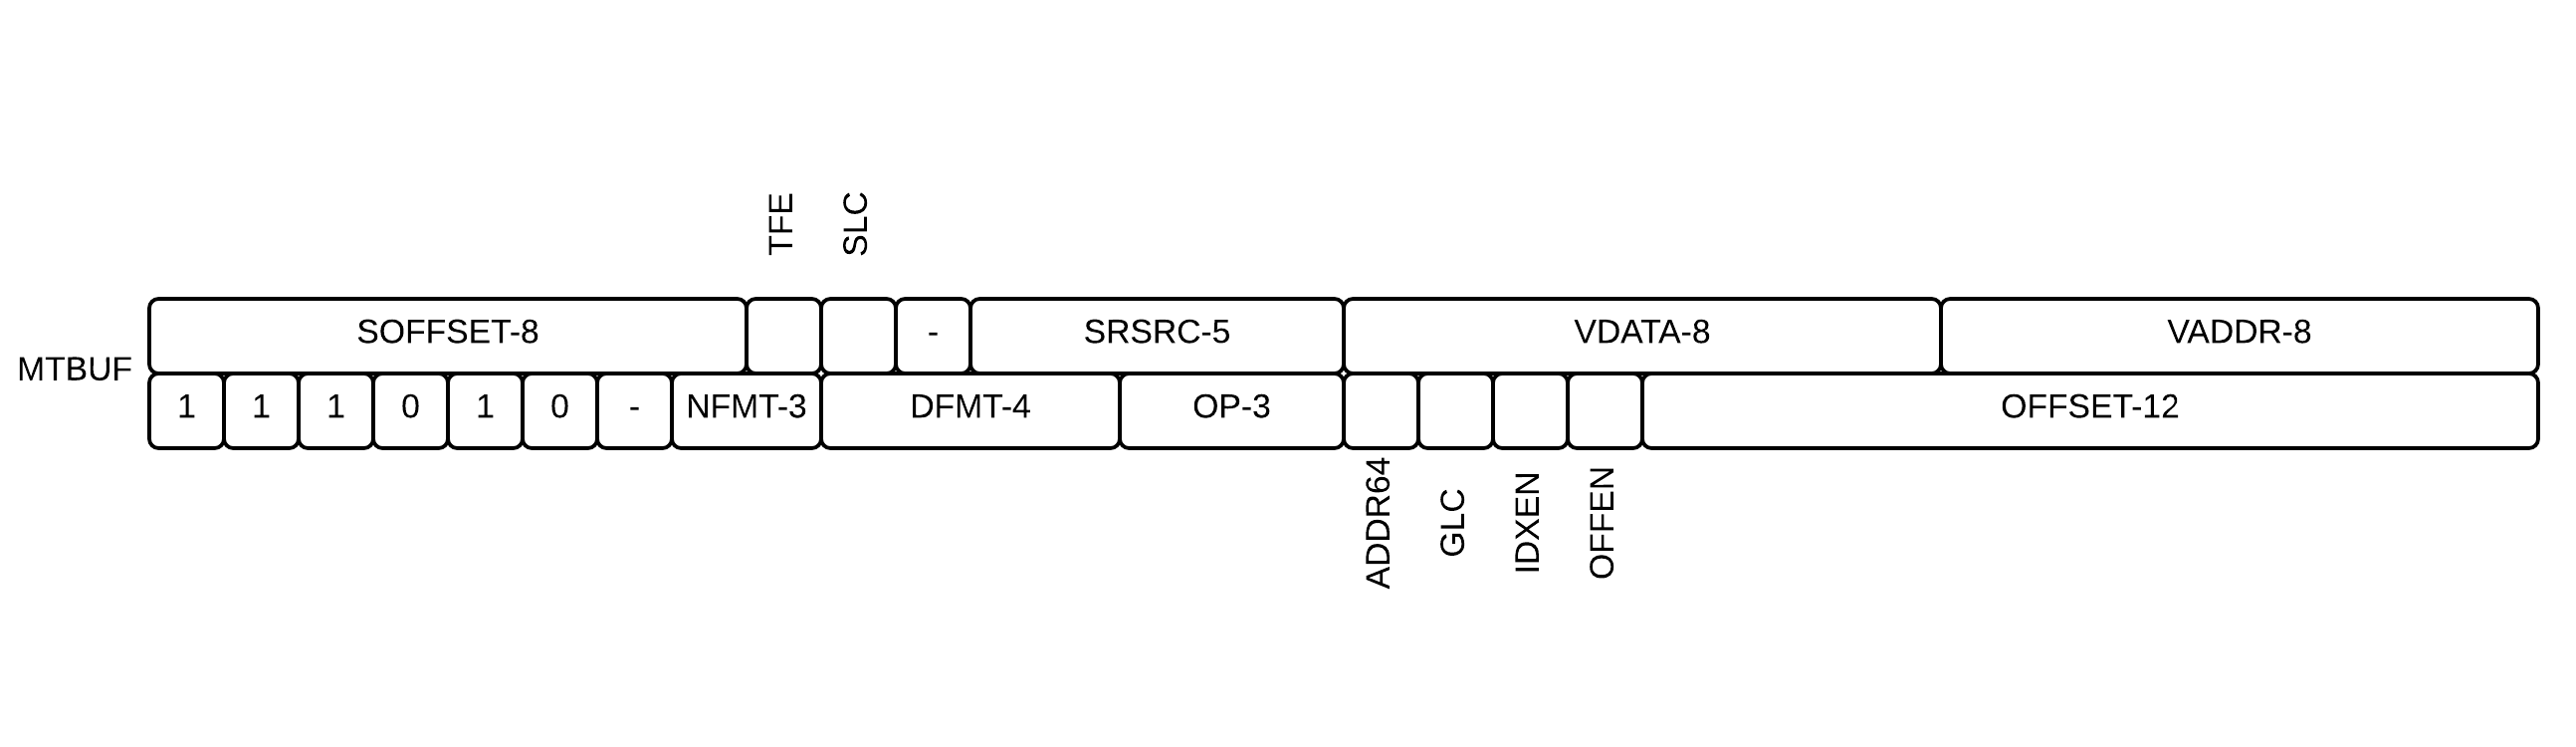 TFE SLC
SOFFSET-8 - SRSRC-5 VDATA-8 VADDR-8
MTBUF
1 1 1 0 1 0 - NFMT-3 DFMT-4 OP-3 OFFSET-12
ADDR64 GLC IDXEN OFFEN